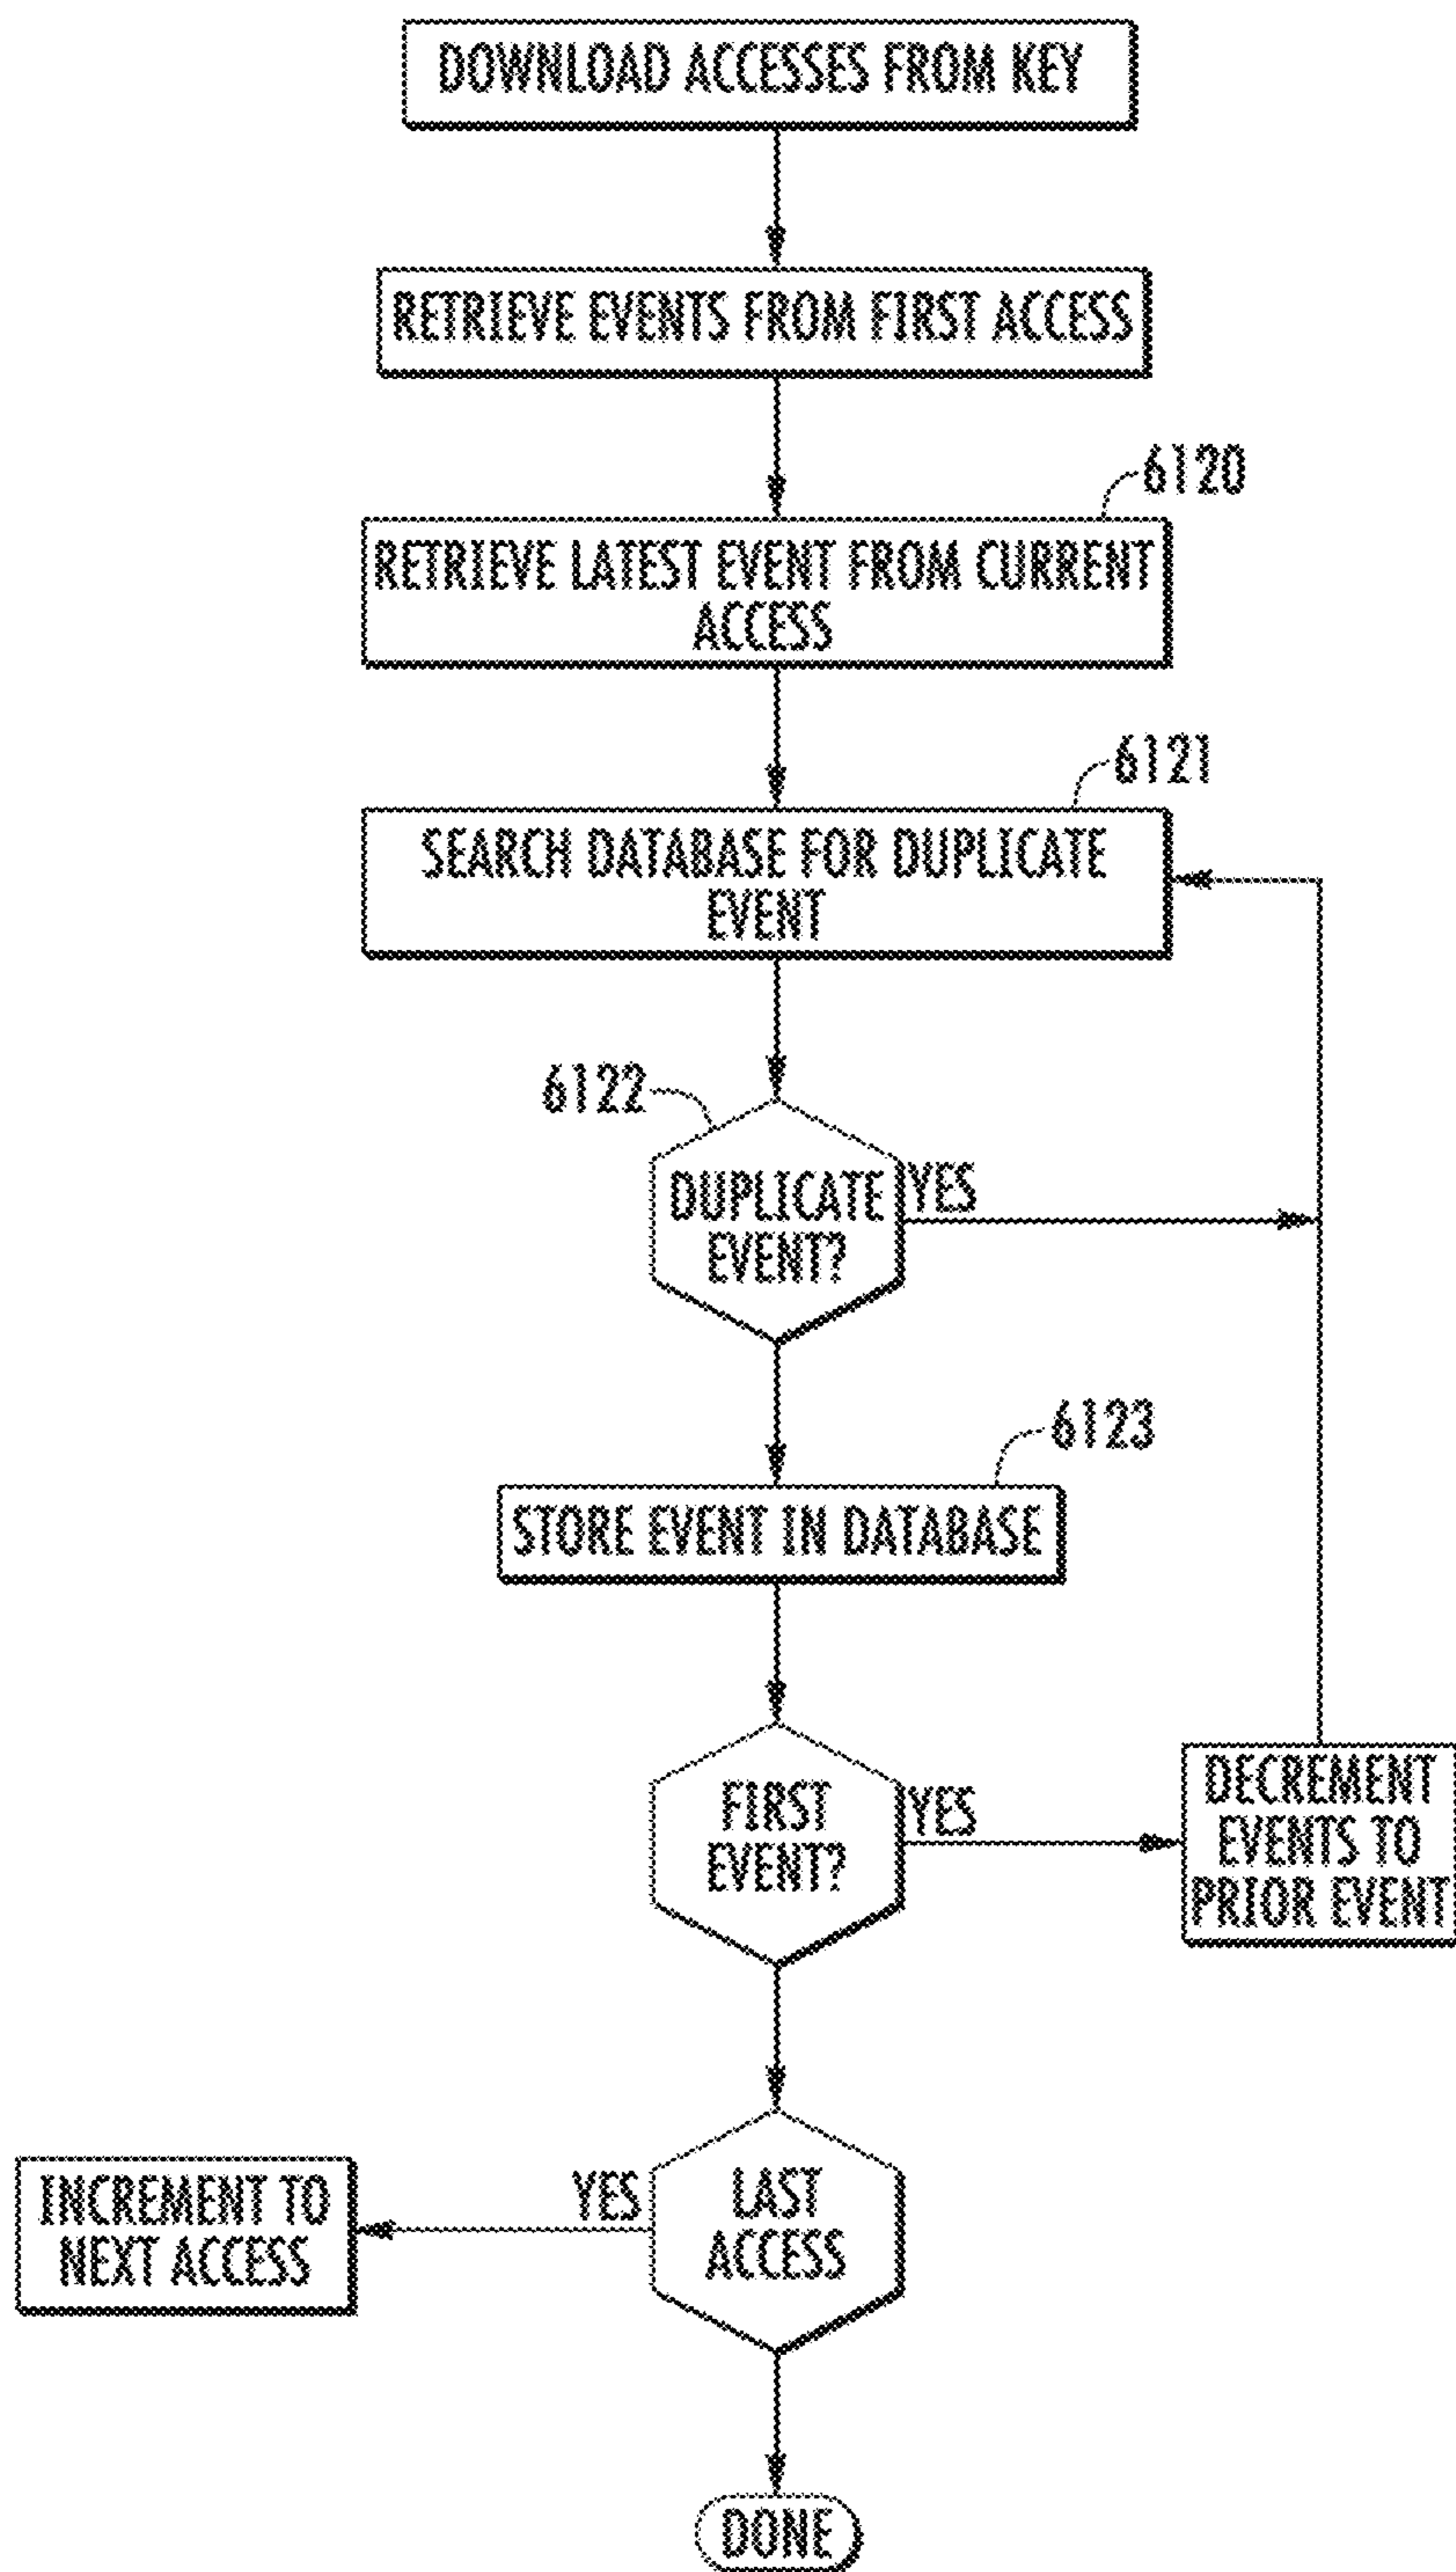 DOWNLOAD ACCESSES FROM KEY
RETRIEVE EVENTS FROM FIRST ACCESS
6120
RETRIEVE LATEST EVENT FROM CURRENT
ACCESS
6121
SEARCH DATABASE FOR DUPLICATE
EVENT
6122
DUPLICATE
EVENT?
YES
6123
STORE EVENT IN DATABASE
FIRST
EVENT?
YES
DECREMENT
EVENTS TO
PRIOR EVENT
INCREMENT TO
NEXT ACCESS
YES
LAST
ACCESS
DONE